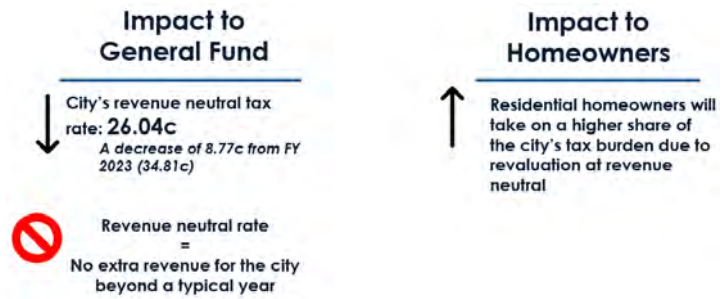 Impact to
General Fund
City's revenue neutral tax
rate: 26.04c
A decrease of 8.77c from FY
2023 (34.81c)
Revenue neutral rate
=
No extra revenue for the city
beyond a typical year
Impact to
Homeowners
Residential homeowners will
take on a higher share of
the city's tax burden due to
revaluation at revenue
neutral